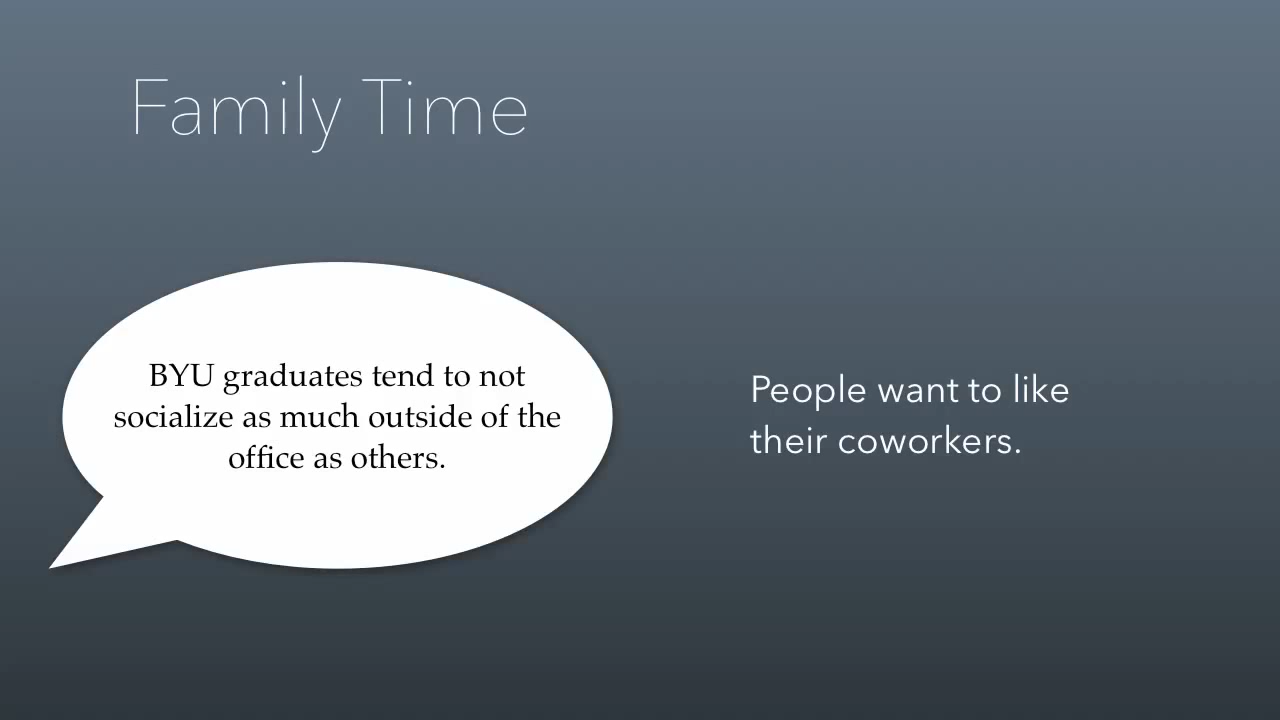 Family Time
BYU graduates tend to not
socialize as much outside of the
office as others.
People want to like
their coworkers.